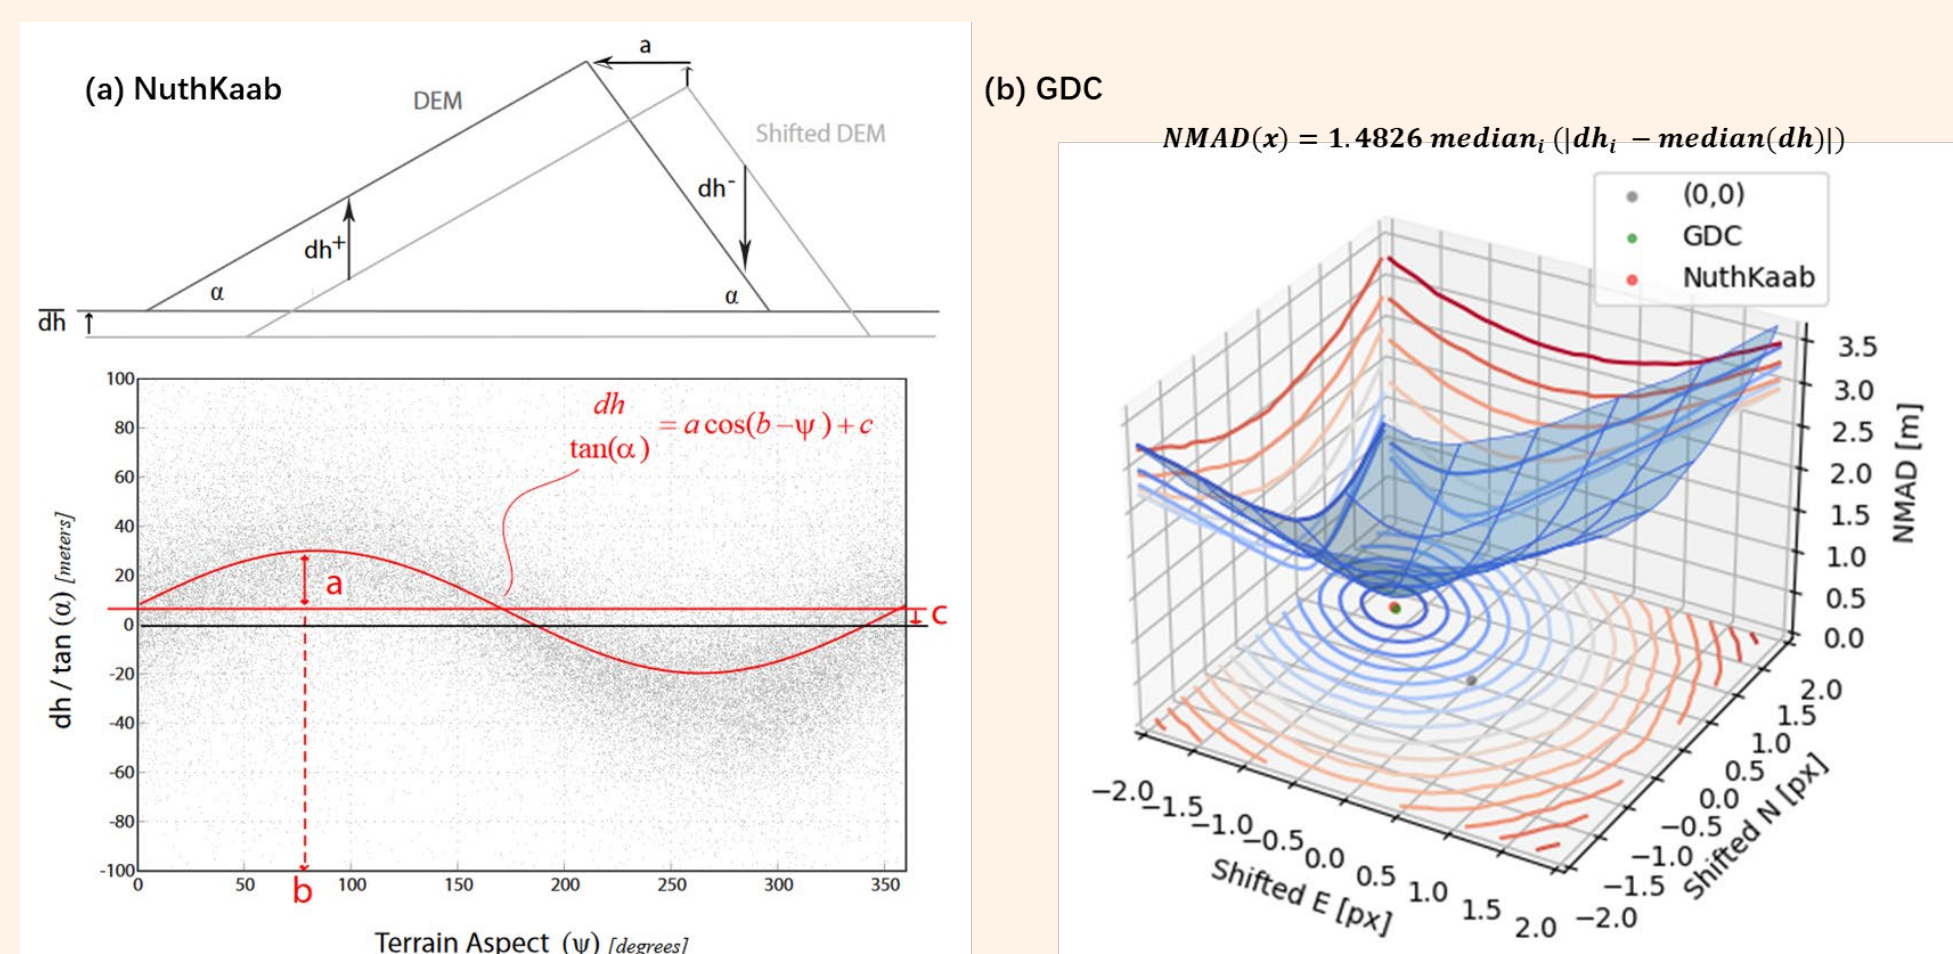 (a) NuthKaab
a
DEM
Shifted DEM
dh⁺
dh⁻
α
α
dh
100
80
60
40
20
0
-20
-40
-60
-80
-100
dh / tan (α) [meters]
dh
tan(α)
= a cos(b−ψ)+c
a
c
b
0 50 100 150 200 250 300 350
Terrain Aspect (ψ) [degrees]
(b) GDC
NMAD(x) = 1.4826 medianᵢ (|dhᵢ − median(dh)|)
(0,0)
GDC
NuthKaab
3.5
3.0
2.5
2.0
1.5
1.0
0.5
0.0
NMAD [m]
−2.0 −1.5 −1.0 −0.5 0.0 0.5 1.0 1.5 2.0
Shifted E [px]
2.0
1.5
1.0
0.5
0.0
−0.5
−1.0
−1.5
−2.0
Shifted N [px]